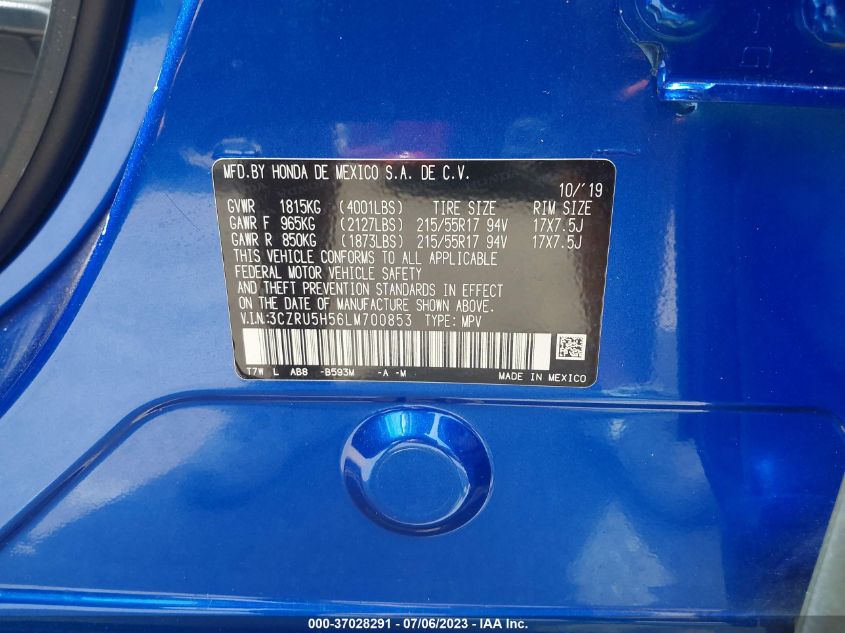 MFD.BY HONDA DE MEXICO S.A. DE C.V.
10/'19
GVWR 1815KG (4001LBS) TIRE SIZE RIM SIZE
GAWR F 965KG (2127LBS) 215/55R17 94V 17X7.5J
GAWR R 850KG (1873LBS) 215/55R17 94V 17X7.5J
THIS VEHICLE CONFORMS TO ALL APPLICABLE
FEDERAL MOTOR VEHICLE SAFETY
AND THEFT PREVENTION STANDARDS IN EFFECT
ON THE DATE OF MANUFACTURE SHOWN ABOVE.
V.I.N:3CZRU5H56LM700853 TYPE: MPV
T7W L AB8 -B593M -A -M MADE IN MEXICO
000-37028291 - 07/06/2023 - IAA Inc.